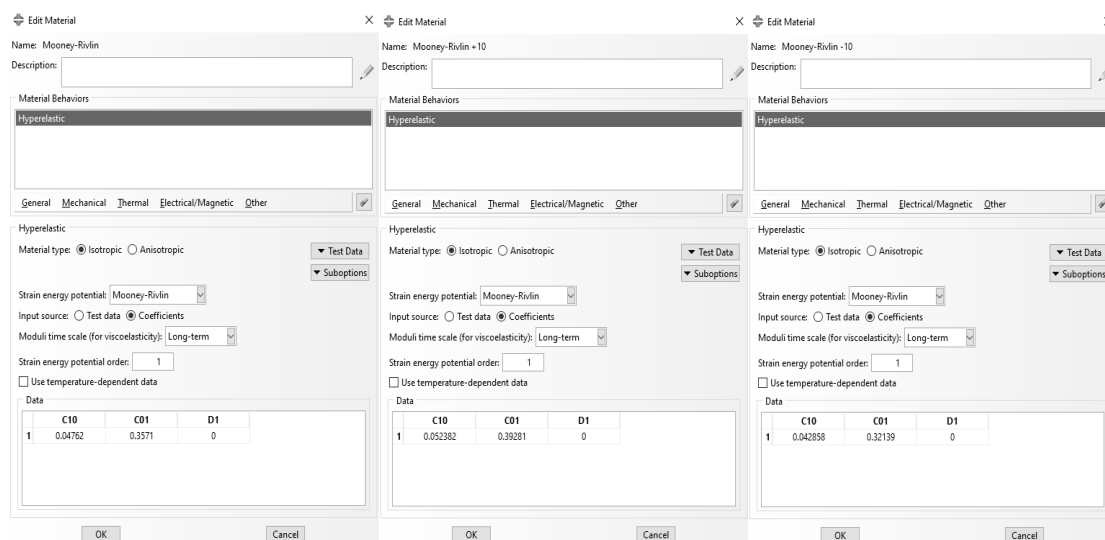 Edit Material
Name: Mooney-Rivlin
Description:
Material Behaviors
Hyperelastic
General Mechanical Thermal Electrical/Magnetic Other
Hyperelastic
Material type: Isotropic Anisotropic
Test Data
Suboptions
Strain energy potential: Mooney-Rivlin
Input source: Test data Coefficients
Moduli time scale (for viscoelasticity): Long-term
Strain energy potential order: 1
Use temperature-dependent data
Data
C10 C01 D1
1 0.04762 0.3571 0
OK Cancel
Edit Material
Name: Mooney-Rivlin +10
Description:
Material Behaviors
Hyperelastic
General Mechanical Thermal Electrical/Magnetic Other
Hyperelastic
Material type: Isotropic Anisotropic
Test Data
Suboptions
Strain energy potential: Mooney-Rivlin
Input source: Test data Coefficients
Moduli time scale (for viscoelasticity): Long-term
Strain energy potential order: 1
Use temperature-dependent data
Data
C10 C01 D1
1 0.052382 0.39281 0
OK Cancel
Edit Material
Name: Mooney-Rivlin -10
Description:
Material Behaviors
Hyperelastic
General Mechanical Thermal Electrical/Magnetic Other
Hyperelastic
Material type: Isotropic Anisotropic
Test Data
Suboptions
Strain energy potential: Mooney-Rivlin
Input source: Test data Coefficients
Moduli time scale (for viscoelasticity): Long-term
Strain energy potential order: 1
Use temperature-dependent data
Data
C10 C01 D1
1 0.042858 0.32139 0
OK Cancel